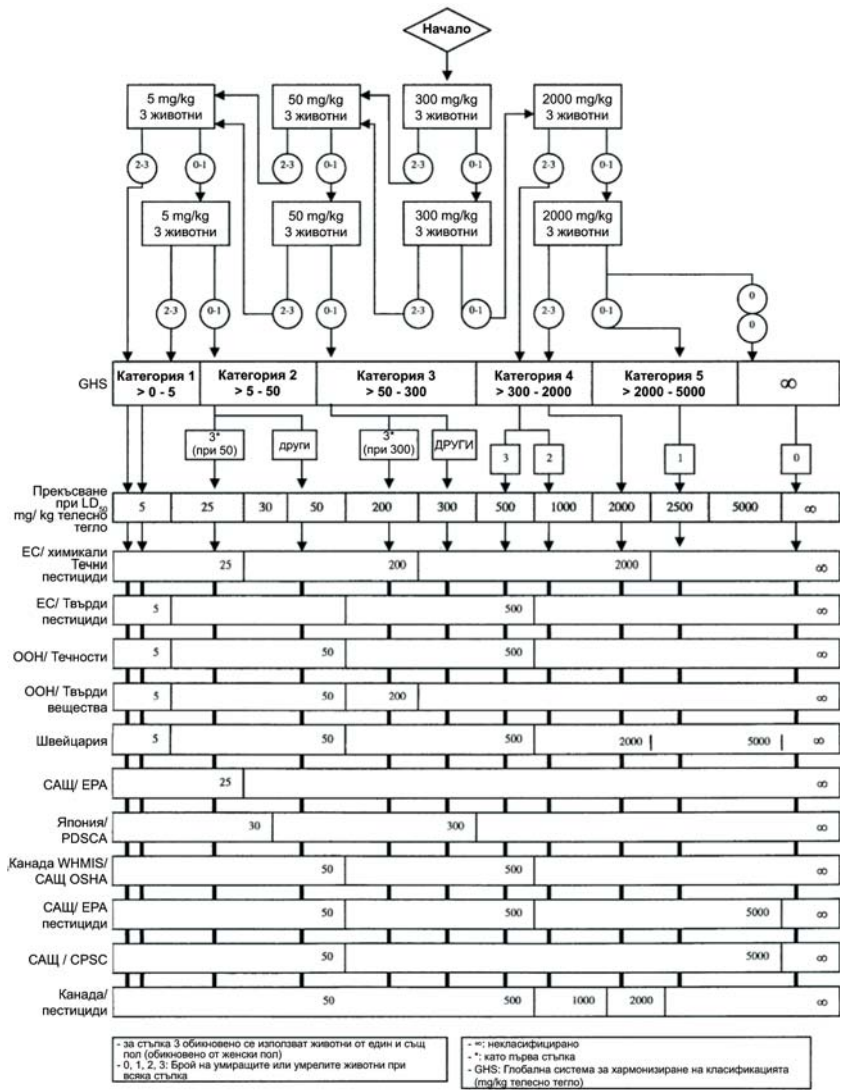 Начало
5 mg/kg
3 животни
50 mg/kg
3 животни
300 mg/kg
3 животни
2000 mg/kg
3 животни
2-3
0-1
2-3
0-1
2-3
0-1
2-3
0-1
5 mg/kg
3 животни
50 mg/kg
3 животни
300 mg/kg
3 животни
2000 mg/kg
3 животни
2-3
0-1
2-3
0-1
2-3
0-1
2-3
0-1
0
0
GHS
Категория 1
> 0 - 5
Категория 2
> 5 - 50
Категория 3
> 50 - 300
Категория 4
> 300 - 2000
Категория 5
> 2000 - 5000
∞
3*
(при 50)
други
3*
(при 300)
ДРУГИ
3
2
1
0
Прекъсване
при LD50
mg/ kg телесно
тегло
5 25 30 50 200 300 500 1000 2000 2500 5000 ∞
ЕС/ химикали
Течни
пестициди
25 200 2000 ∞
ЕС/ Твърди
пестициди
5 500 ∞
ООН/ Течности
5 50 500 ∞
ООН/ Твърди
вещества
5 50 200 ∞
Швейцария
5 50 500 2000 5000 ∞
САЩ/ EPA
25 ∞
Япония/
PDSCA
30 300 ∞
Канада WHMIS/
САЩ OSHA
50 500 ∞
САЩ/ EPA
пестициди
50 500 5000 ∞
САЩ / CPSC
50 5000 ∞
Канада/
пестициди
50 500 1000 2000 ∞
- за стъпка 3 обикновено се използват животни от един и същ
пол (обикновено от женски пол)
- 0, 1, 2, 3: Брой на умиращите или умрелите животни при
всяка стъпка
- ∞: некласифицирано
- *: като първа стъпка
- GHS: Глобална система за хармонизиране на класификацията
(mg/kg телесно тегло)